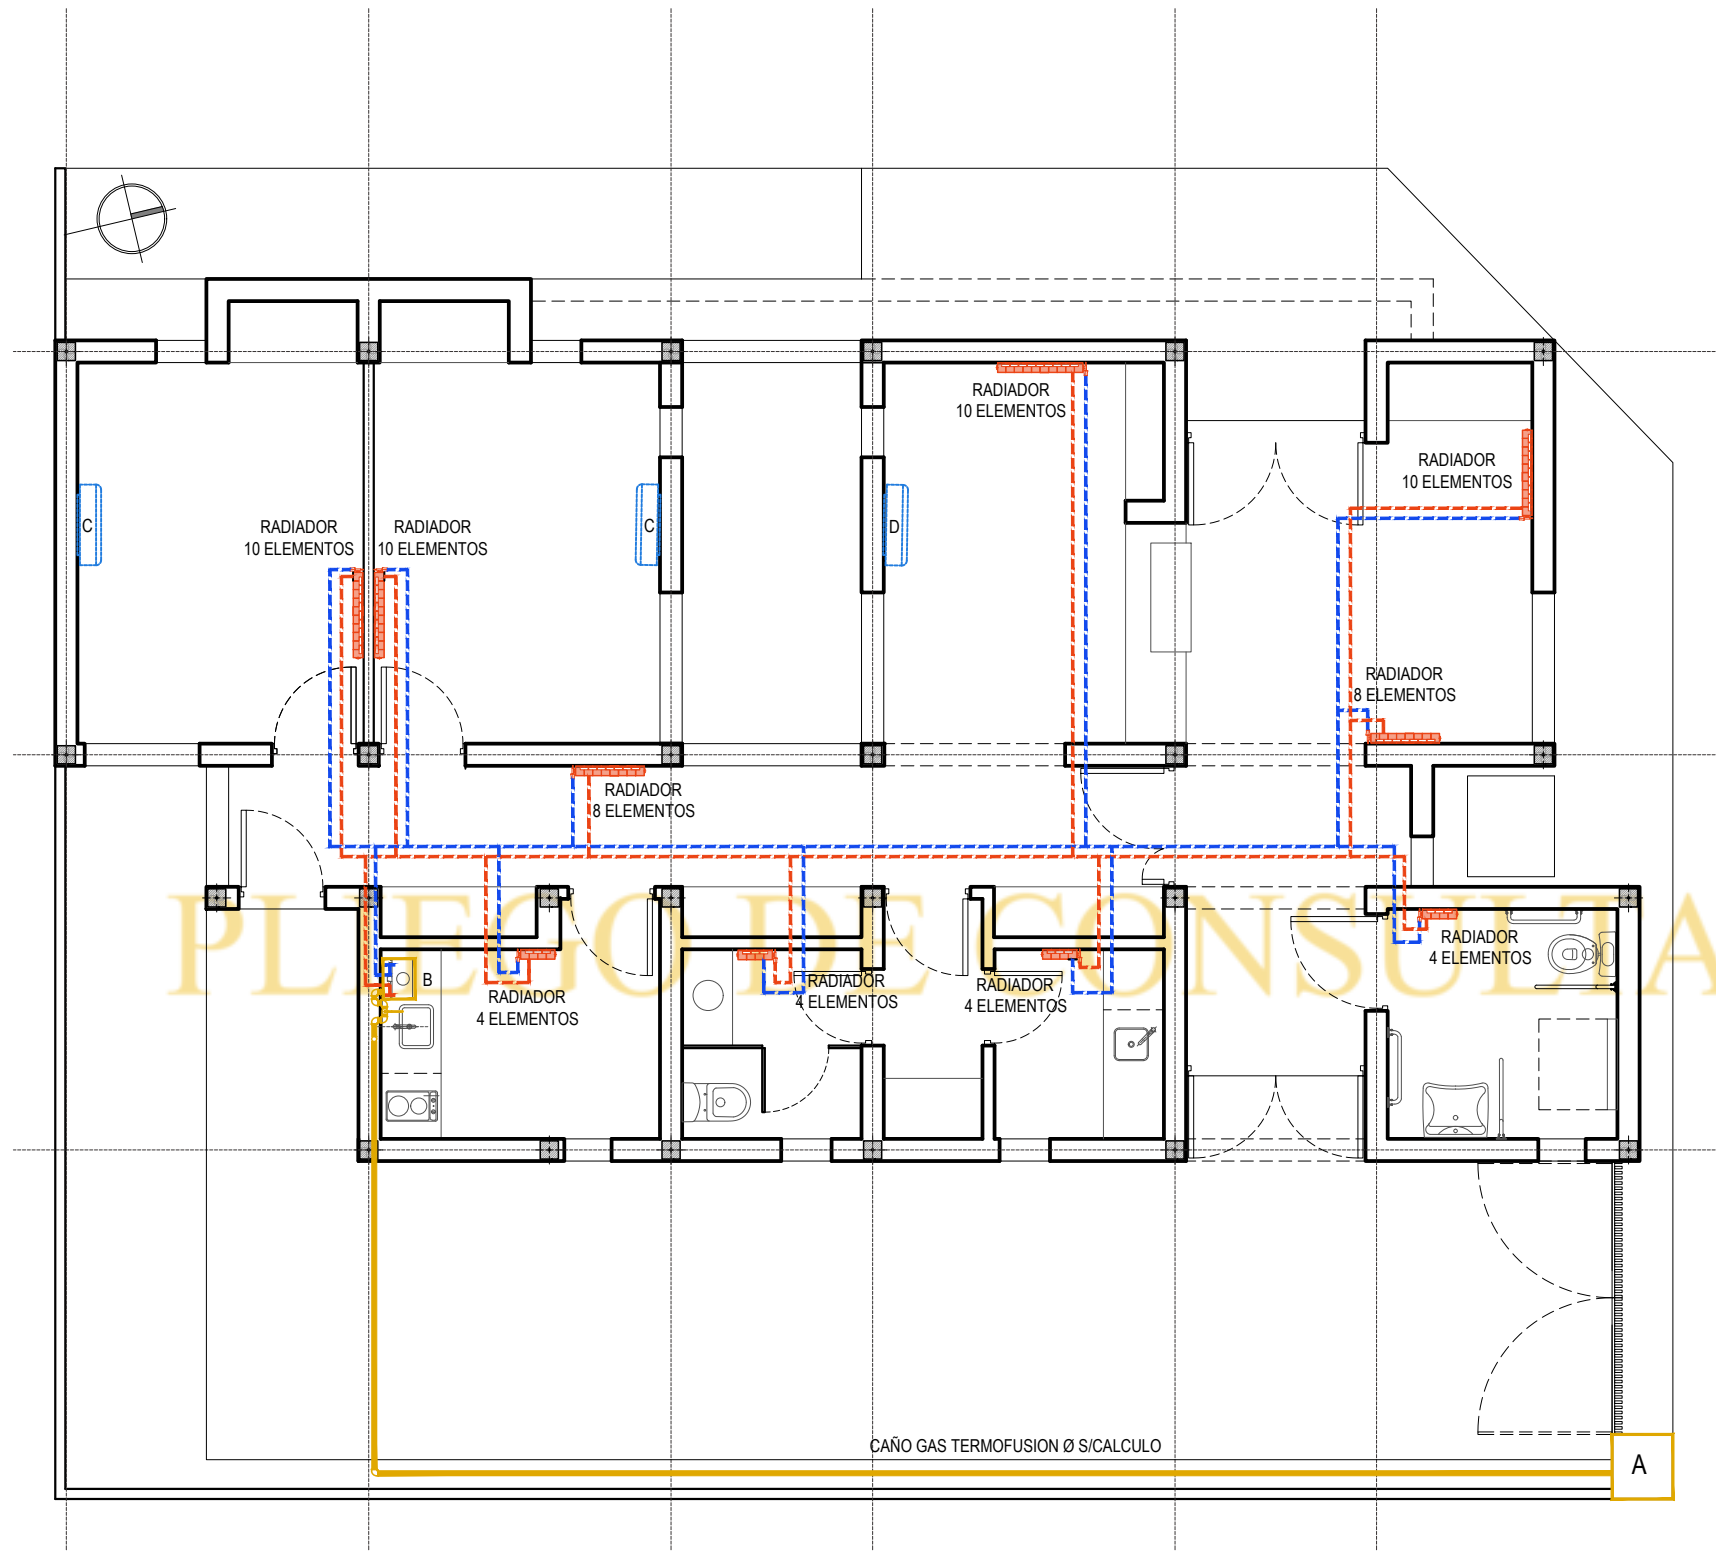 RADIADOR
10 ELEMENTOS
RADIADOR
10 ELEMENTOS
C
RADIADOR
10 ELEMENTOS
RADIADOR
10 ELEMENTOS
C
D
RADIADOR
8 ELEMENTOS
RADIADOR
8 ELEMENTOS
PLIEGO DE CONSULTA
RADIADOR
4 ELEMENTOS
B
RADIADOR
4 ELEMENTOS
RADIADOR
4 ELEMENTOS
RADIADOR
4 ELEMENTOS
CAÑO GAS TERMOFUSION Ø S/CALCULO
A